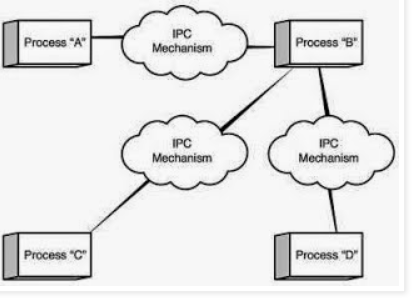 Process "A"
IPC
Mechanism
Process "B"
IPC
Mechanism
IPC
Mechanism
Process "C"
Process "D"